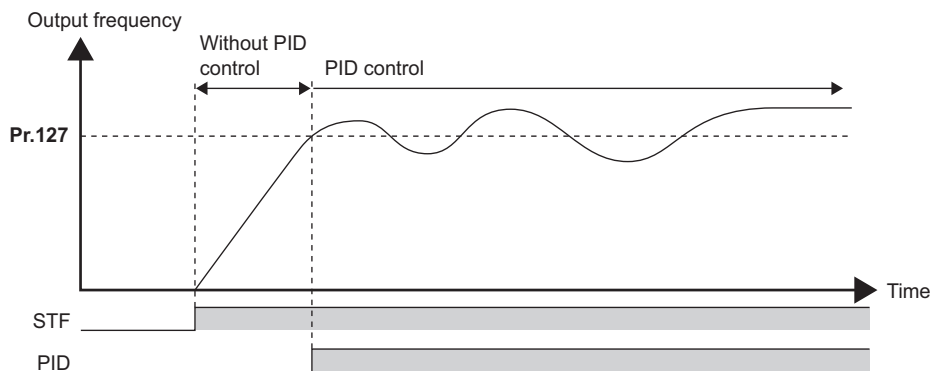 Output frequency
Without PID
control
PID control
Pr.127
Time
STF
PID